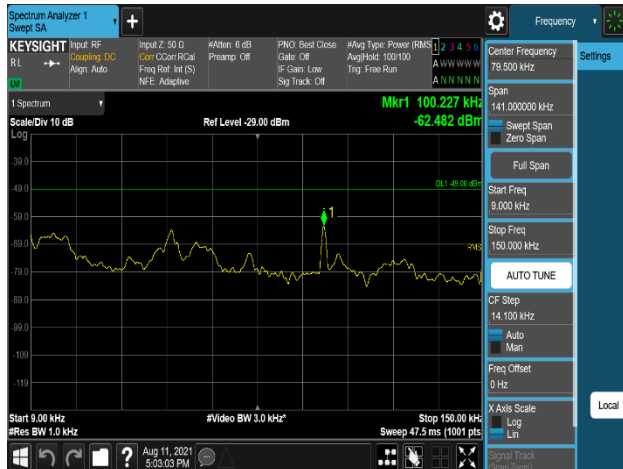 Spectrum Analyzer 1
Swept SA
+
Frequency
KEYSIGHT
RL
Input: RF
Coupling: DC
Align: Auto
Input Z: 50 Ω
Corr CCorr RCal
Freq Ref: Int (S)
NFE: Adaptive
#Atten: 6 dB
Preamp: Off
PNO: Best Close
Gate: Off
IF Gain: Low
Sig Track: Off
#Avg Type: Power (RMS
Avg|Hold: 100/100
Trig: Free Run
1 2 3 4 5 6
A W W W W W
A N N N N N
1 Spectrum
Scale/Div 10 dB
Log
Ref Level -29.00 dBm
Mkr1 100.227 kHz
-62.482 dBm
-39.0
-49.0
-59.0
-69.0
-79.0
-89.0
-99.0
-109
-119
DL1 -49.00 dBm
1
RMS
Start 9.00 kHz
#Res BW 1.0 kHz
#Video BW 3.0 kHz*
Stop 150.00 kHz
Sweep 47.5 ms (1001 pts
Center Frequency
79.500 kHz
Span
141.000000 kHz
Swept Span
Zero Span
Full Span
Start Freq
9.000 kHz
Stop Freq
150.000 kHz
AUTO TUNE
CF Step
14.100 kHz
Auto
Man
Freq Offset
0 Hz
X Axis Scale
Log
Lin
Signal Track
(Span Zoom)
Settings
Local
?
Aug 11, 2021
5:03:03 PM